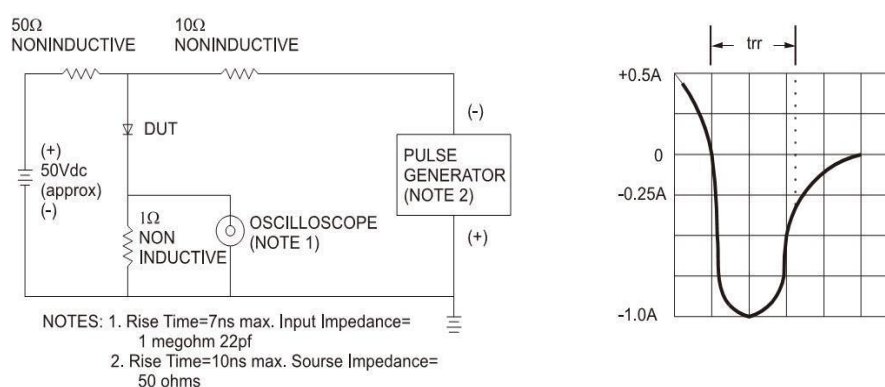 50Ω
NONINDUCTIVE
10Ω
NONINDUCTIVE
DUT
(+)
50Vdc
(approx)
(-)
1Ω
NON
INDUCTIVE
OSCILLOSCOPE
(NOTE 1)
(-)
PULSE
GENERATOR
(NOTE 2)
(+)
NOTES: 1. Rise Time=7ns max. Input Impedance=
1 megohm 22pf
2. Rise Time=10ns max. Sourse Impedance=
50 ohms
trr
+0.5A
0
-0.25A
-1.0A